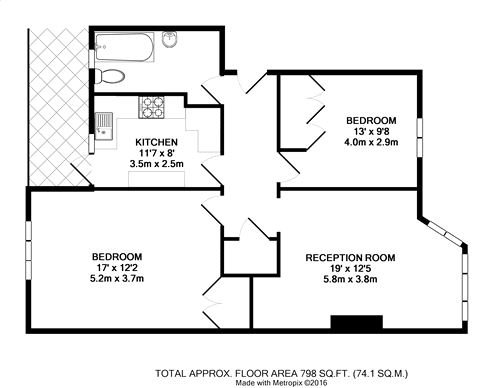 KITCHEN
11'7 x 8'
3.5m x 2.5m
BEDROOM
13' x 9'8
4.0m x 2.9m
BEDROOM
17' x 12'2
5.2m x 3.7m
RECEPTION ROOM
19' x 12'5
5.8m x 3.8m
TOTAL APPROX. FLOOR AREA 798 SQ.FT. (74.1 SQ.M.)
Made with Metropix ©2016